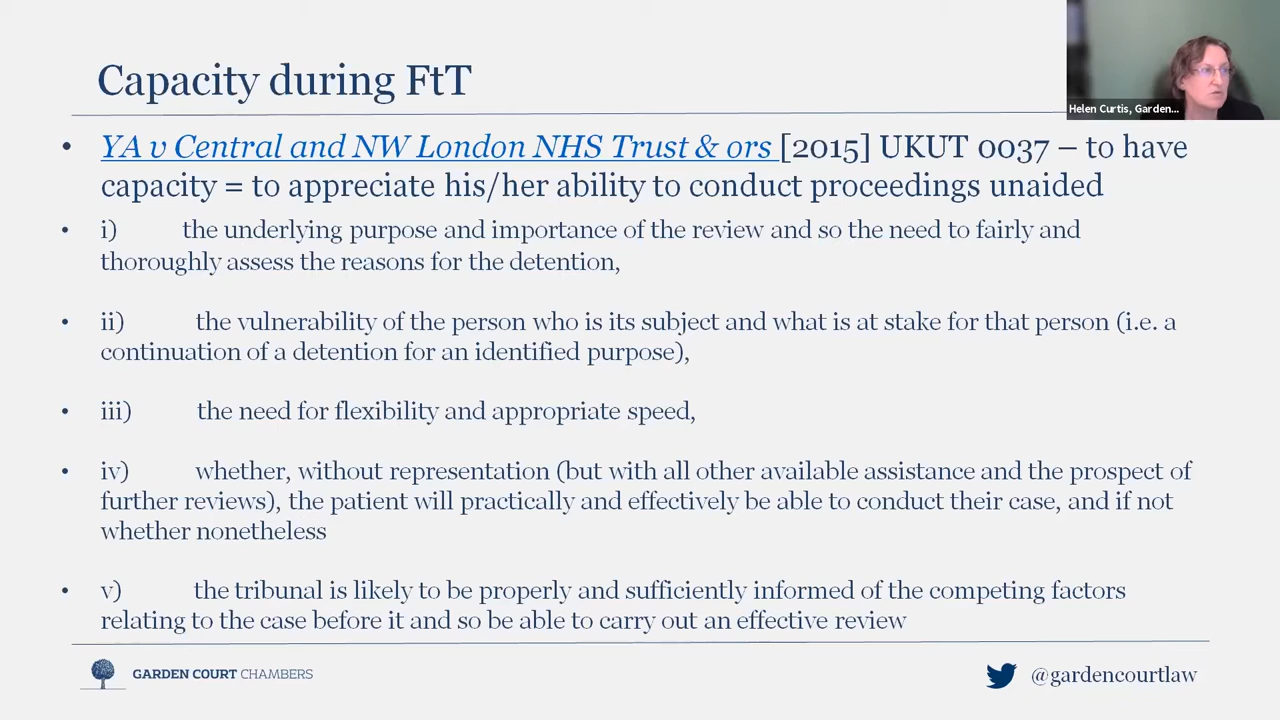 Helen Curtis, Garden...
Capacity during FtT
• YA v Central and NW London NHS Trust & ors [2015] UKUT 0037 – to have
capacity = to appreciate his/her ability to conduct proceedings unaided
• i) the underlying purpose and importance of the review and so the need to fairly and
thoroughly assess the reasons for the detention,
• ii) the vulnerability of the person who is its subject and what is at stake for that person (i.e. a
continuation of a detention for an identified purpose),
• iii) the need for flexibility and appropriate speed,
• iv) whether, without representation (but with all other available assistance and the prospect of
further reviews), the patient will practically and effectively be able to conduct their case, and if not
whether nonetheless
• v) the tribunal is likely to be properly and sufficiently informed of the competing factors
relating to the case before it and so be able to carry out an effective review
GARDEN COURT CHAMBERS
@gardencourtlaw